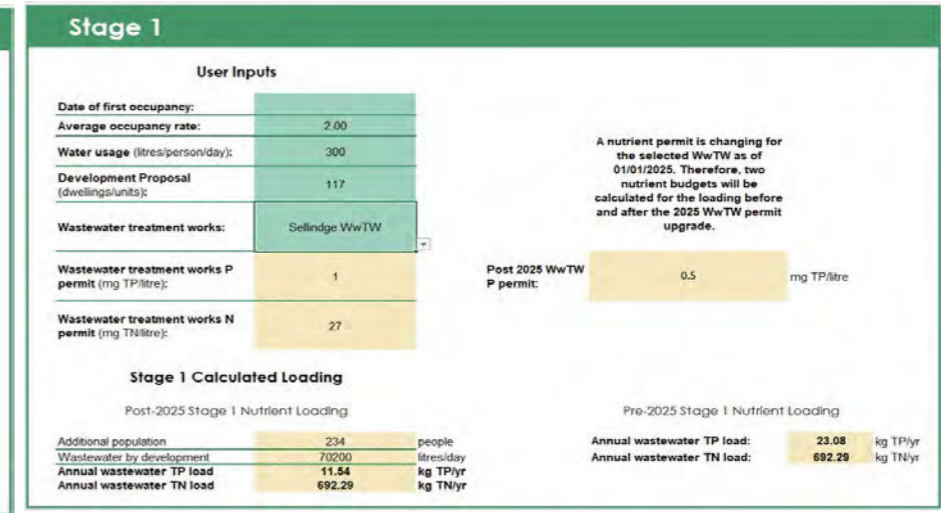 Stage 1
User Inputs
Date of first occupancy:
Average occupancy rate: 2.00
Water usage (litres/person/day): 300
Development Proposal
(dwellings/units): 117
Wastewater treatment works: Sellindge WwTW
Wastewater treatment works P
permit (mg TP/litre): 1
Wastewater treatment works N
permit (mg TN/litre): 27
A nutrient permit is changing for
the selected WwTW as of
01/01/2025. Therefore, two
nutrient budgets will be
calculated for the loading before
and after the 2025 WwTW permit
upgrade.
Post 2025 WwTW
P permit: 0.5 mg TP/litre
Stage 1 Calculated Loading
Post-2025 Stage 1 Nutrient Loading
Additional population 234 people
Wastewater by development 70200 litres/day
Annual wastewater TP load 11.54 kg TP/yr
Annual wastewater TN load 692.29 kg TN/yr
Pre-2025 Stage 1 Nutrient Loading
Annual wastewater TP load: 23.08 kg TP/yr
Annual wastewater TN load: 692.29 kg TN/yr